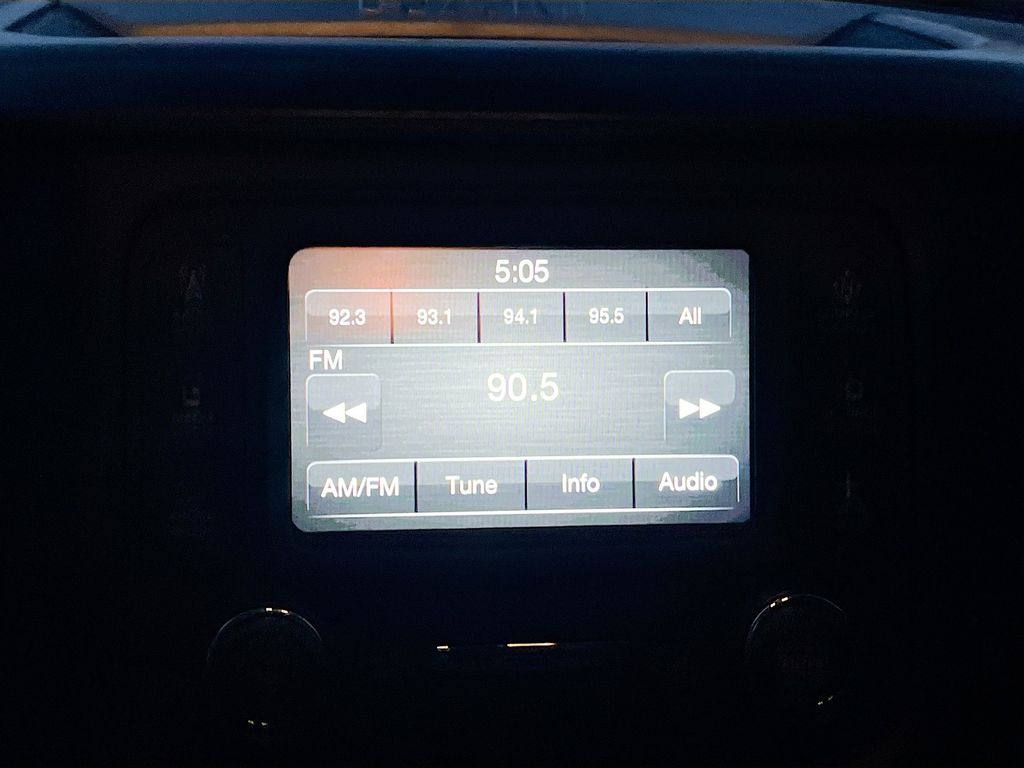 5:05
92.3 93.1 94.1 95.5 All
FM
90.5
AM/FM Tune Info Audio